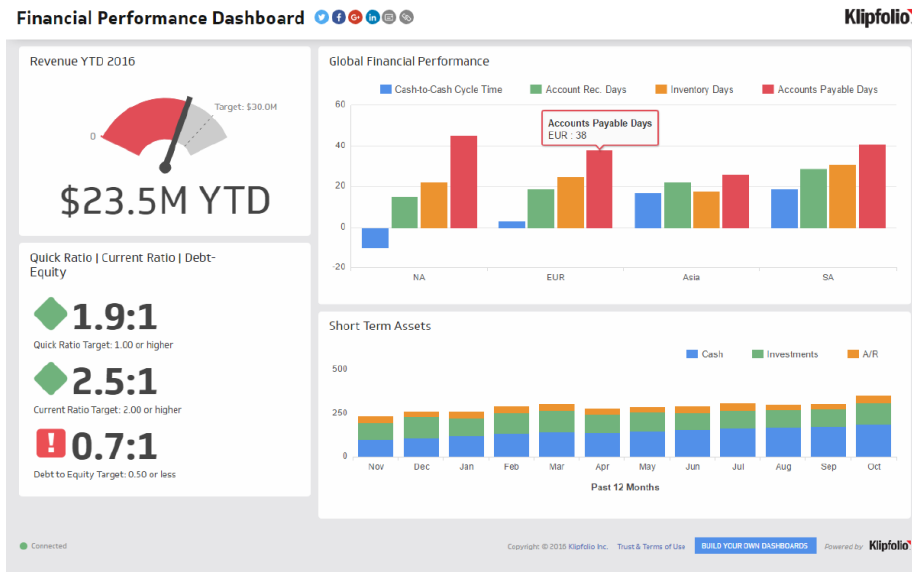 Financial Performance Dashboard
Klipfolio
Revenue YTD 2016
Target: $30.0M
0
$23.5M YTD
Quick Ratio | Current Ratio | Debt-
Equity
1.9:1
Quick Ratio Target: 1.00 or higher
2.5:1
Current Ratio Target: 2.00 or higher
!
0.7:1
Debt to Equity Target: 0.50 or less
Global Financial Performance
Cash-to-Cash Cycle Time Account Rec. Days Inventory Days Accounts Payable Days
60
40
20
0
-20
Accounts Payable Days
EUR : 38
NA EUR Asia SA
Short Term Assets
Cash Investments A/R
500
250
0
Nov Dec Jan Feb Mar Apr May Jun Jul Aug Sep Oct
Past 12 Months
Connected
Copyright © 2016 Klipfolio Inc. Trust & Terms of Use BUILD YOUR OWN DASHBOARDS Powered by Klipfolio